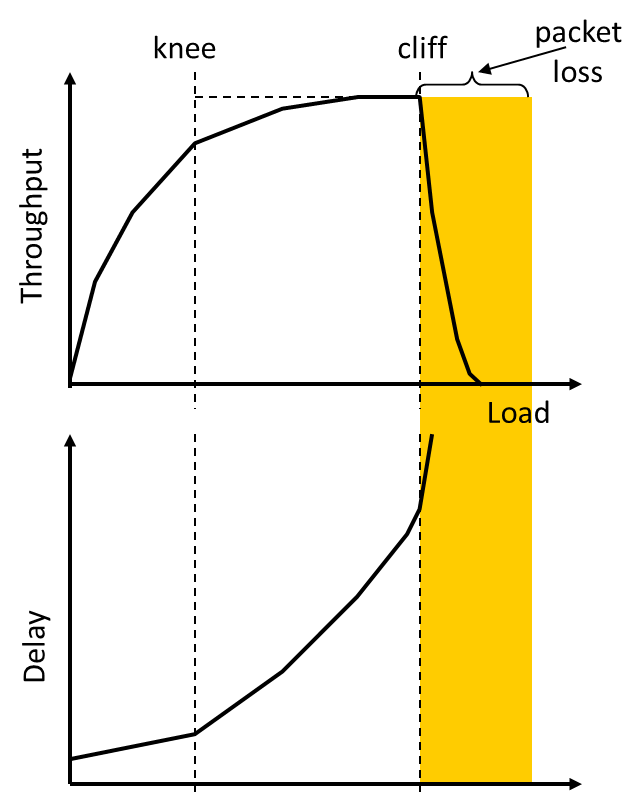 knee
cliff
packet
loss
Throughput
Load
Delay